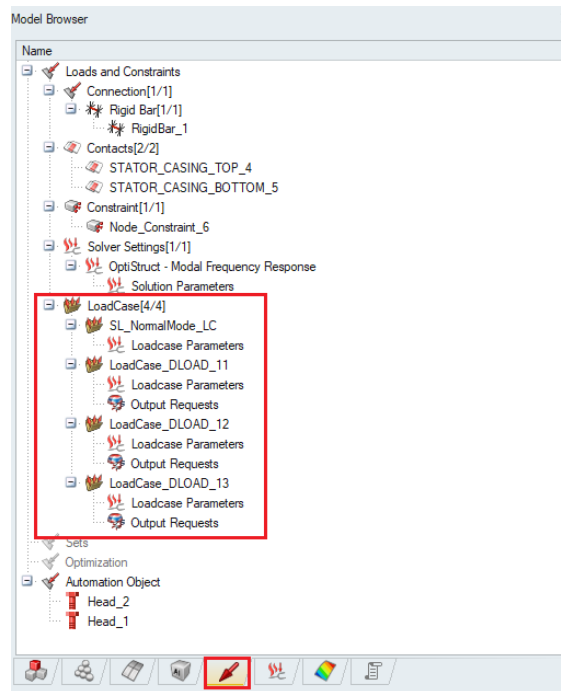 Model Browser
Name
Loads and Constraints
Connection[1/1]
Rigid Bar[1/1]
RigidBar_1
Contacts[2/2]
STATOR_CASING_TOP_4
STATOR_CASING_BOTTOM_5
Constraint[1/1]
Node_Constraint_6
Solver Settings[1/1]
OptiStruct - Modal Frequency Response
Solution Parameters
LoadCase[4/4]
SL_NormalMode_LC
Loadcase Parameters
LoadCase_DLOAD_11
Loadcase Parameters
Output Requests
LoadCase_DLOAD_12
Loadcase Parameters
Output Requests
LoadCase_DLOAD_13
Loadcase Parameters
Output Requests
Sets
Optimization
Automation Object
Head_2
Head_1